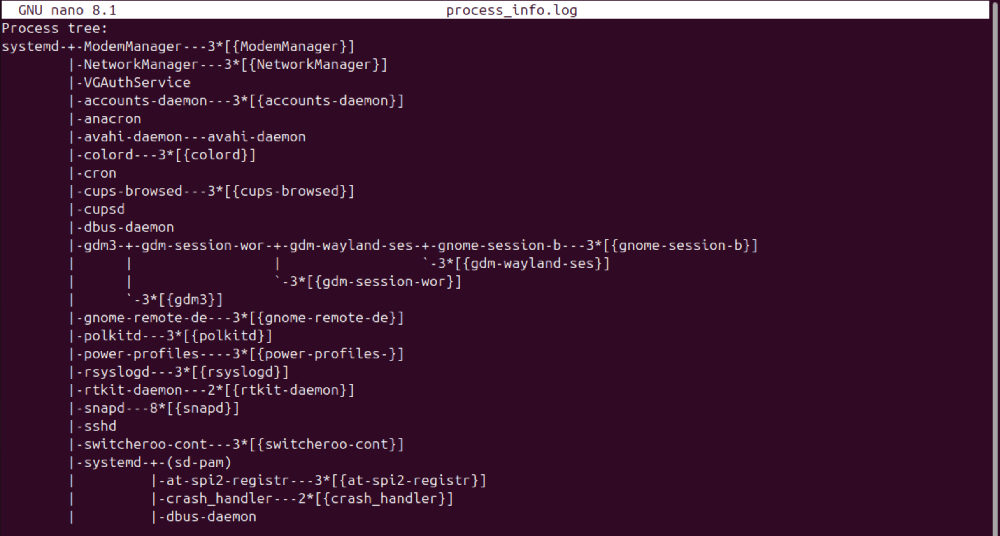 GNU nano 8.1 process_info.log
Process tree:
systemd-+-ModemManager---3*[{ModemManager}]
        |-NetworkManager---3*[{NetworkManager}]
        |-VGAuthService
        |-accounts-daemon---3*[{accounts-daemon}]
        |-anacron
        |-avahi-daemon---avahi-daemon
        |-colord---3*[{colord}]
        |-cron
        |-cups-browsed---3*[{cups-browsed}]
        |-cupsd
        |-dbus-daemon
        |-gdm3-+-gdm-session-wor-+-gdm-wayland-ses-+-gnome-session-b---3*[{gnome-session-b}]
        |      |                 |                 `-3*[{gdm-wayland-ses}]
        |      |                 `-3*[{gdm-session-wor}]
        |      `-3*[{gdm3}]
        |-gnome-remote-de---3*[{gnome-remote-de}]
        |-polkitd---3*[{polkitd}]
        |-power-profiles----3*[{power-profiles-}]
        |-rsyslogd---3*[{rsyslogd}]
        |-rtkit-daemon---2*[{rtkit-daemon}]
        |-snapd---8*[{snapd}]
        |-sshd
        |-switcheroo-cont---3*[{switcheroo-cont}]
        |-systemd-+-(sd-pam)
        |         |-at-spi2-registr---3*[{at-spi2-registr}]
        |         |-crash_handler---2*[{crash_handler}]
        |         |-dbus-daemon